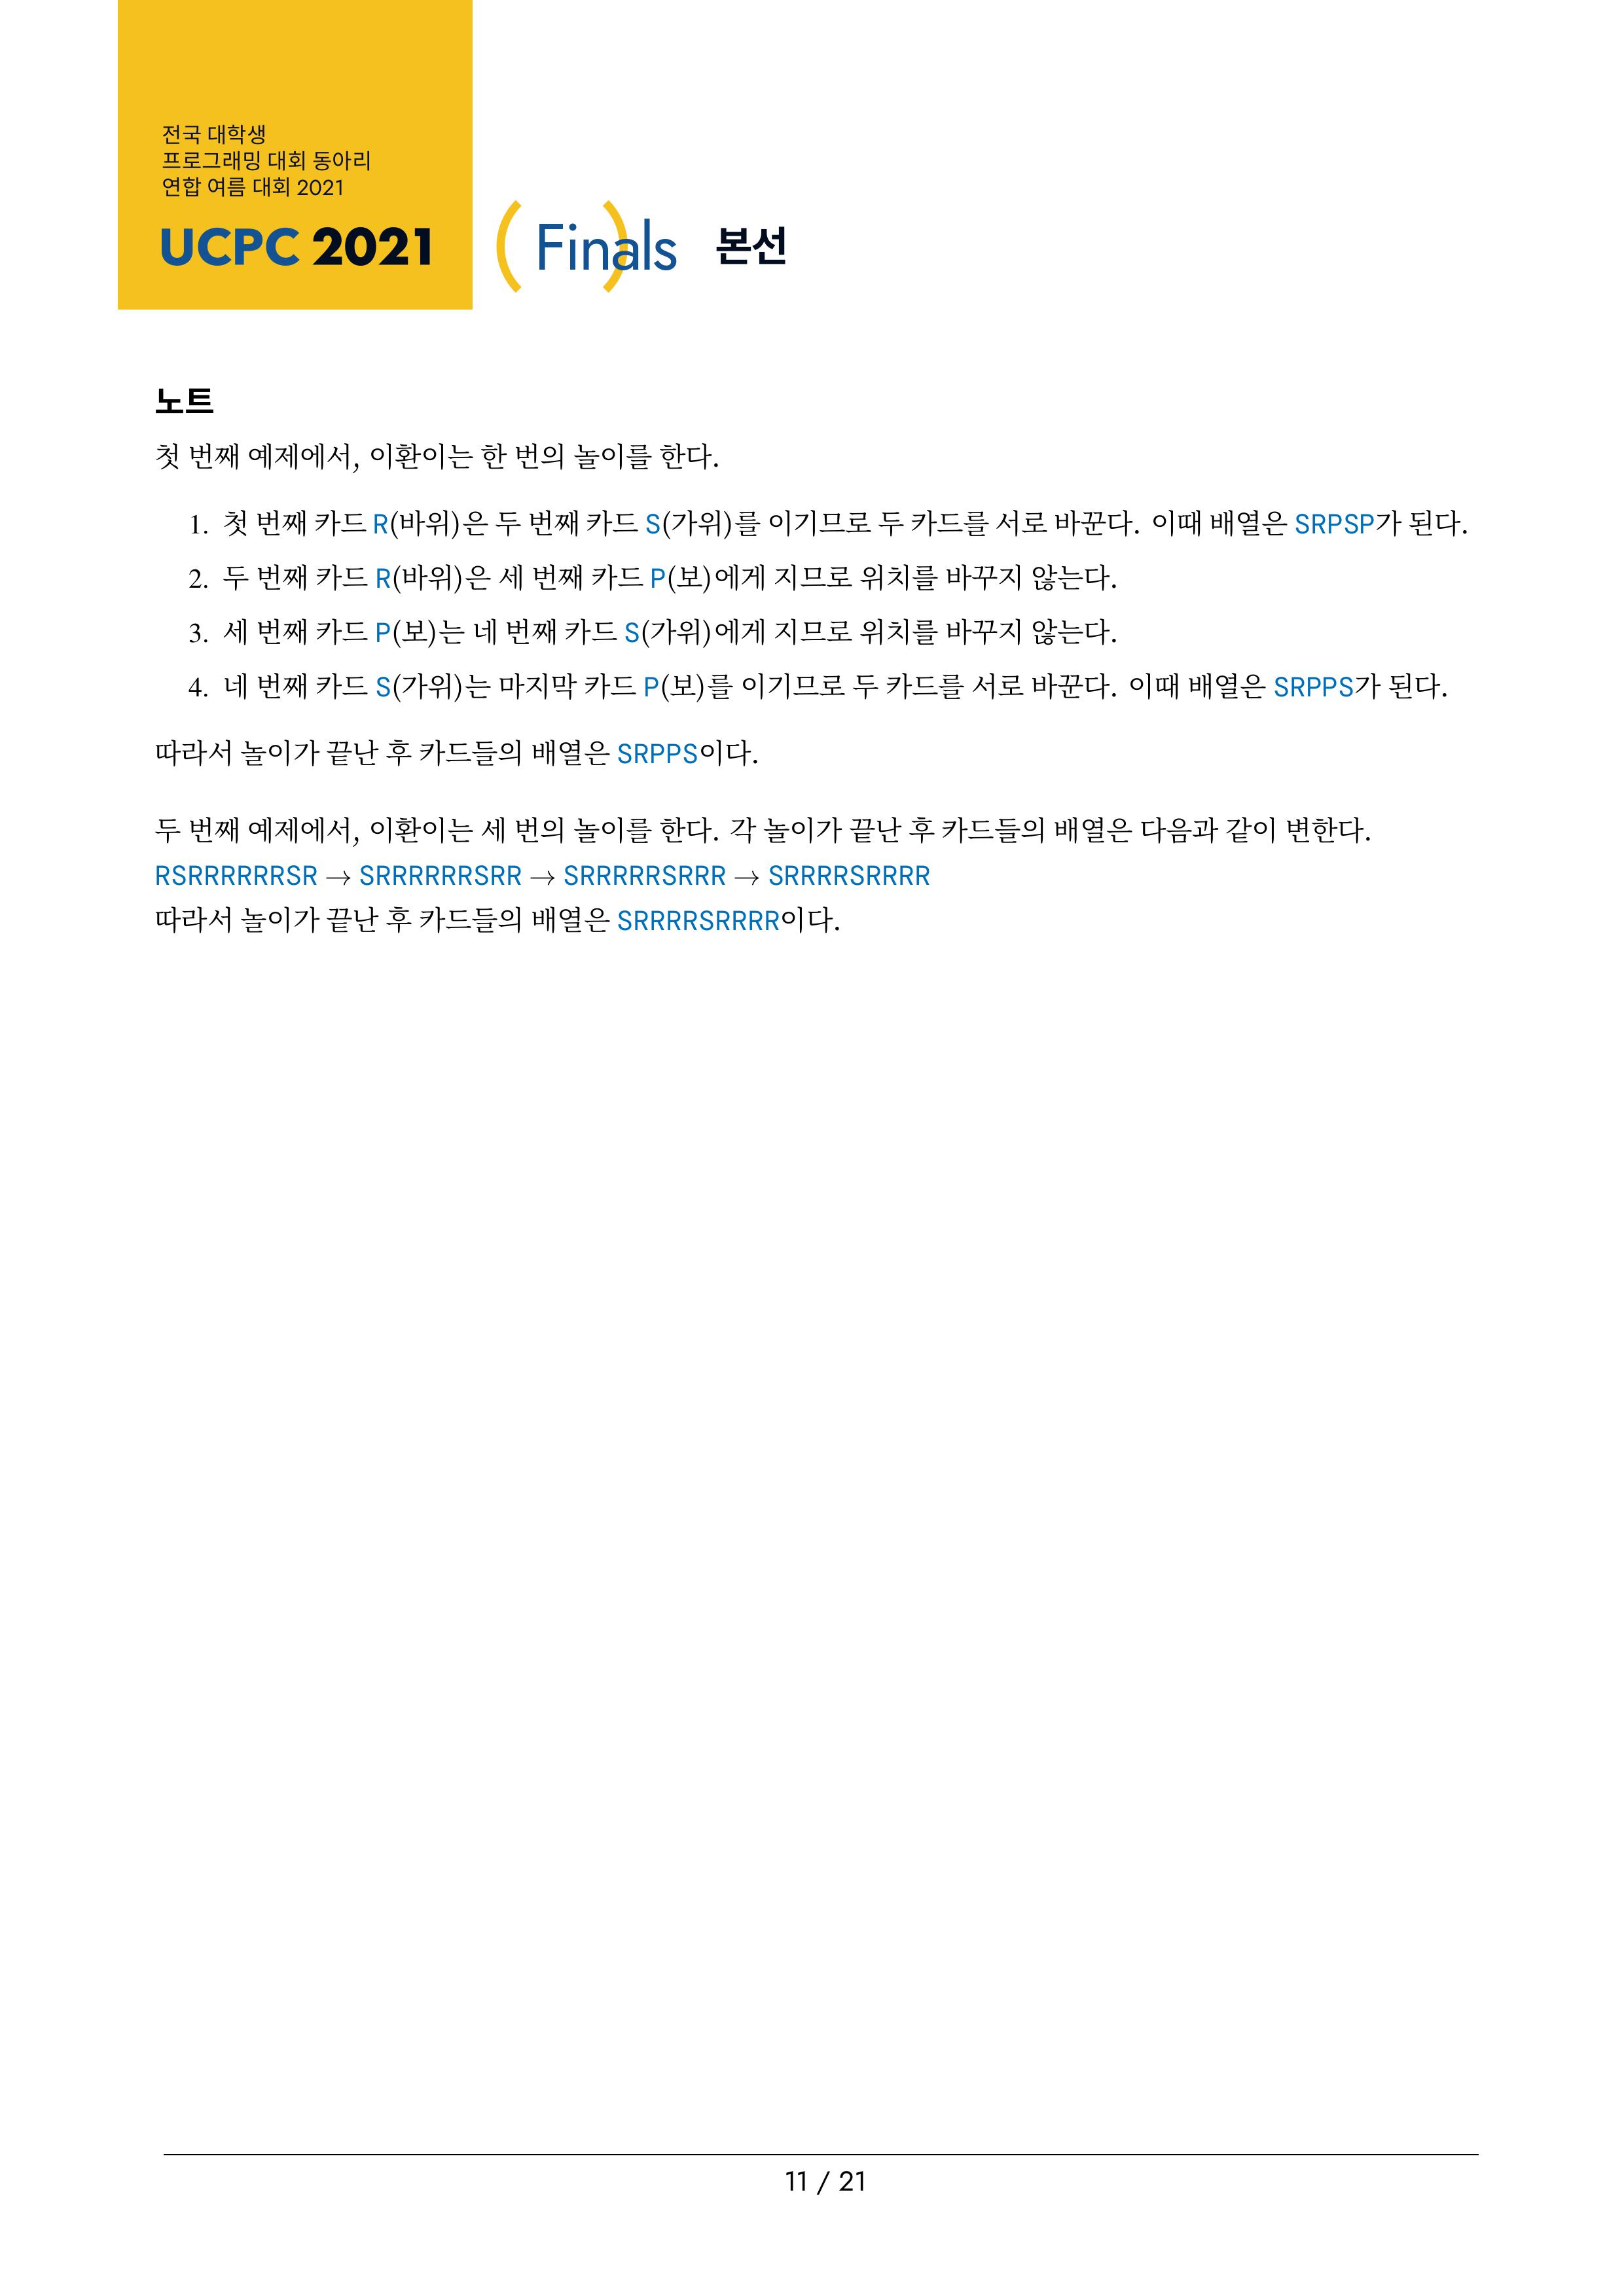 전국 대학생
프로그래밍 대회 동아리
연합 여름 대회 2021
UCPC 2021 Finals 본선
노트
첫 번째 예제에서, 이환이는 한 번의 놀이를 한다.
1. 첫 번째 카드 R(바위)은 두 번째 카드 S(가위)를 이기므로 두 카드를 서로 바꾼다. 이때 배열은 SRPSP가 된다.
2. 두 번째 카드 R(바위)은 세 번째 카드 P(보)에게 지므로 위치를 바꾸지 않는다.
3. 세 번째 카드 P(보)는 네 번째 카드 S(가위)에게 지므로 위치를 바꾸지 않는다.
4. 네 번째 카드 S(가위)는 마지막 카드 P(보)를 이기므로 두 카드를 서로 바꾼다. 이때 배열은 SRPPS가 된다.
따라서 놀이가 끝난 후 카드들의 배열은 SRPPS이다.
두 번째 예제에서, 이환이는 세 번의 놀이를 한다. 각 놀이가 끝난 후 카드들의 배열은 다음과 같이 변한다.
RSRRRRRRSR → SRRRRRRSRR → SRRRRRSRRR → SRRRRSRRRR
따라서 놀이가 끝난 후 카드들의 배열은 SRRRRSRRRR이다.
11 / 21